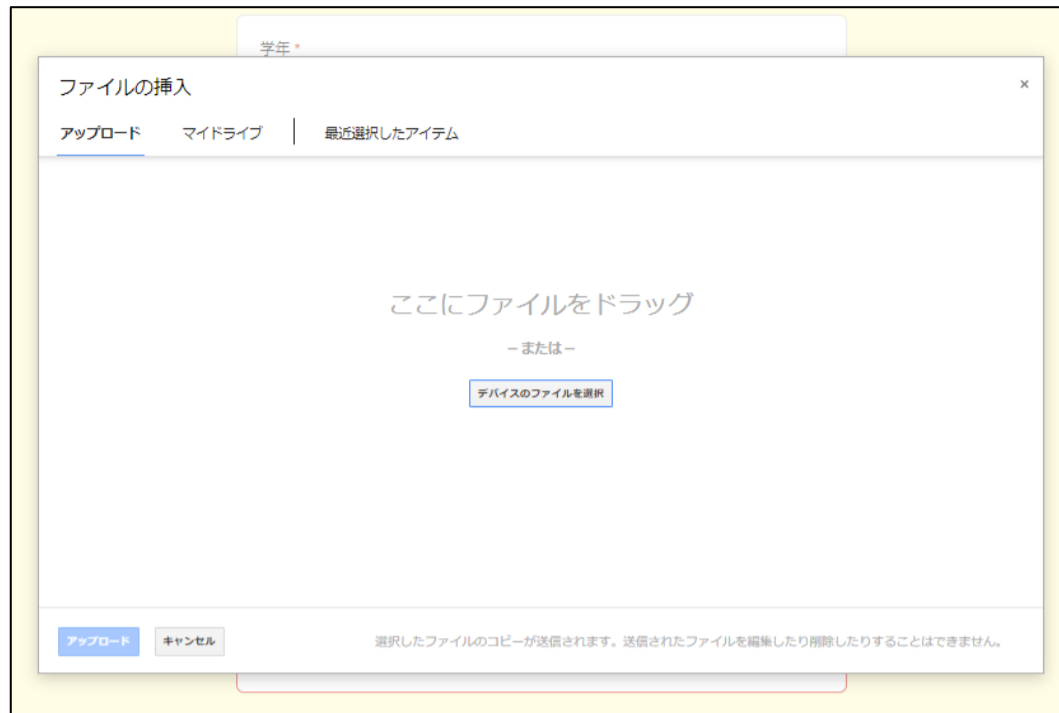 学年 *
ファイルの挿入
×
アップロード マイドライブ 最近選択したアイテム
ここにファイルをドラッグ
– または –
デバイスのファイルを選択
アップロード キャンセル 選択したファイルのコピーが送信されます。送信されたファイルを編集したり削除したりすることはできません。